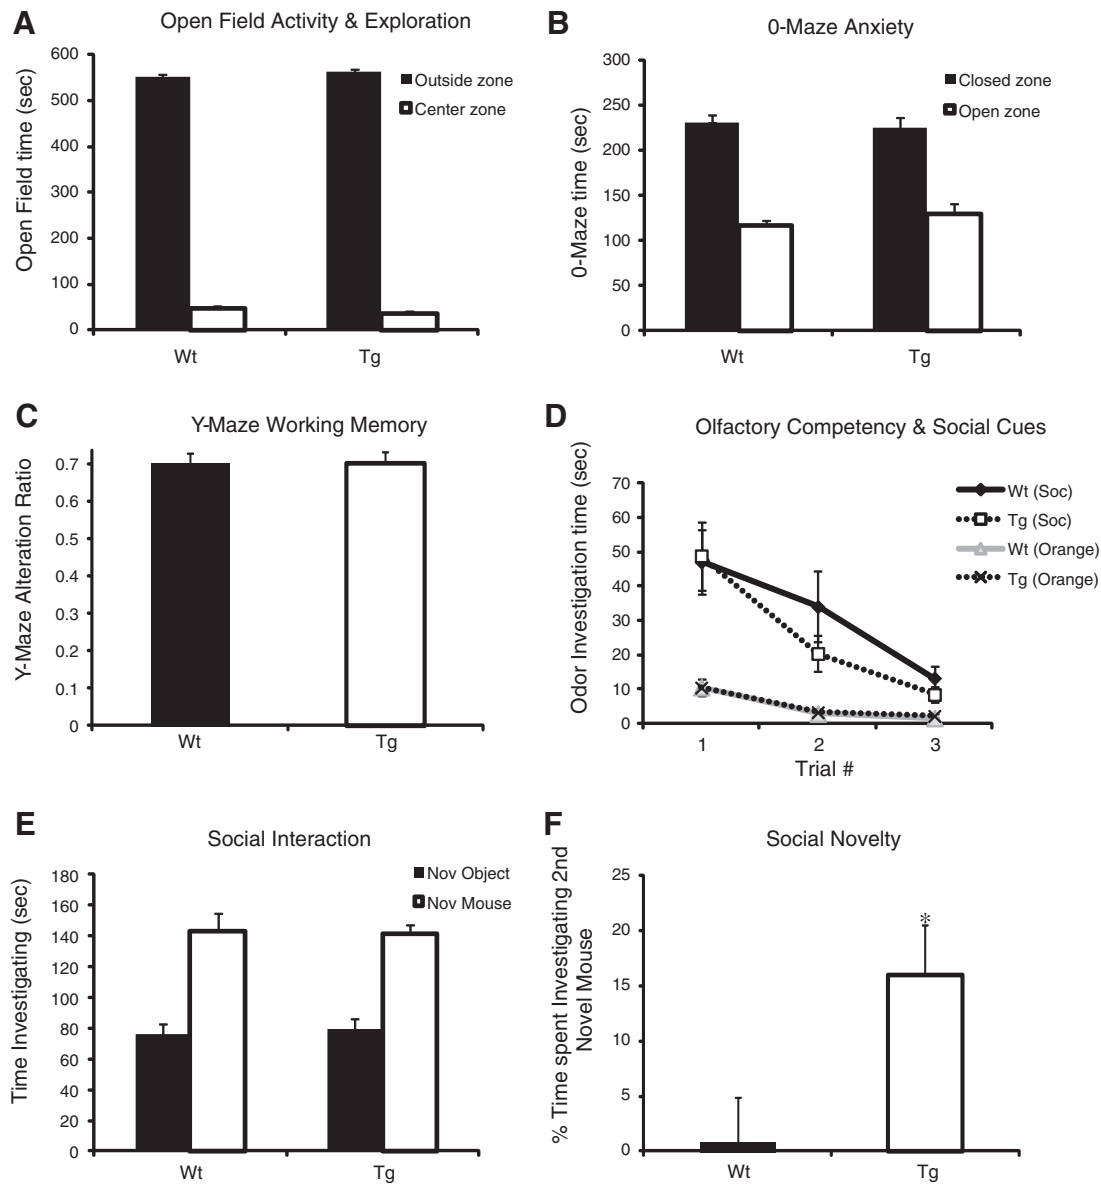 A
Open Field Activity & Exploration
Open Field time (sec)
600
500
400
300
200
100
0
Outside zone
Center zone
Wt
Tg
B
0-Maze Anxiety
0-Maze time (sec)
300
250
200
150
100
50
0
Closed zone
Open zone
Wt
Tg
C
Y-Maze Working Memory
Y-Maze Alteration Ratio
0.7
0.6
0.5
0.4
0.3
0.2
0.1
0
Wt
Tg
D
Olfactory Competency & Social Cues
Odor Investigation time (sec)
70
60
50
40
30
20
10
0
Wt (Soc)
Tg (Soc)
Wt (Orange)
Tg (Orange)
1
2
3
Trial #
E
Social Interaction
Time Investigating (sec)
180
160
140
120
100
80
60
40
20
0
Nov Object
Nov Mouse
Wt
Tg
F
Social Novelty
% Time spent Investigating 2nd
Novel Mouse
25
20
15
10
5
0
*
Wt
Tg